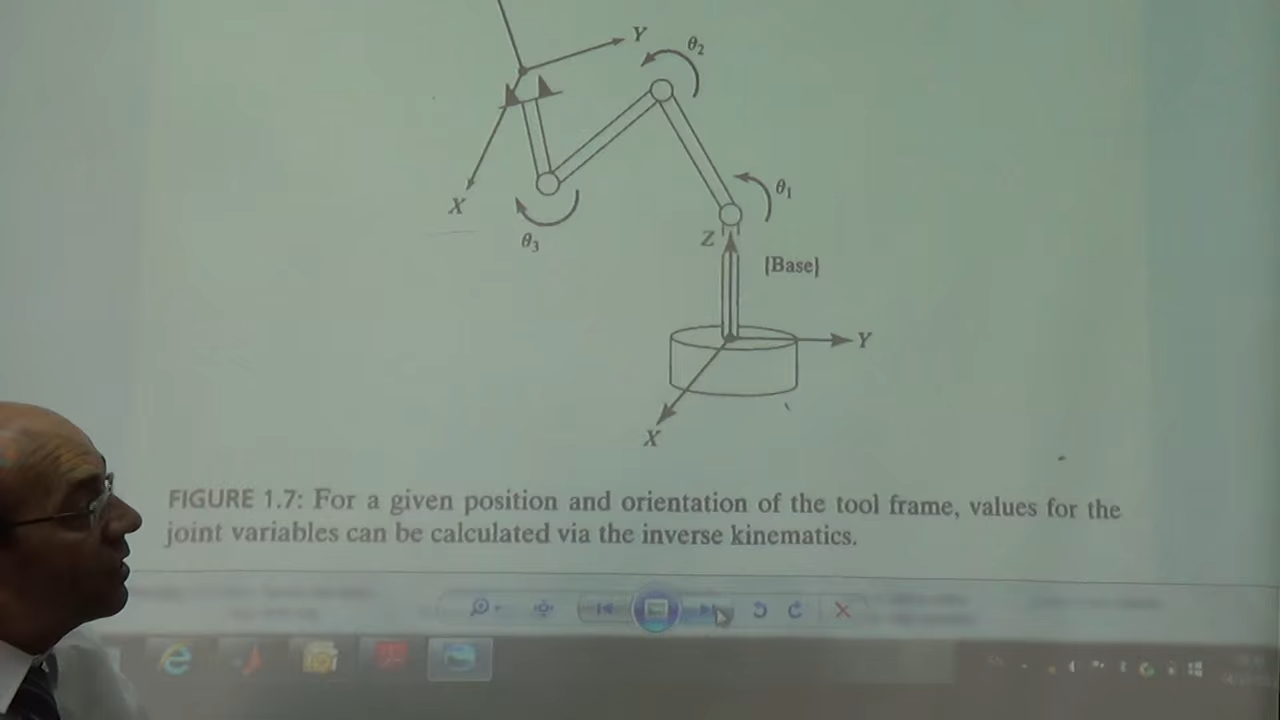 Y
θ2
X
θ1
θ3
Z
{Base}
Y
X
FIGURE 1.7: For a given position and orientation of the tool frame, values for the
joint variables can be calculated via the inverse kinematics.